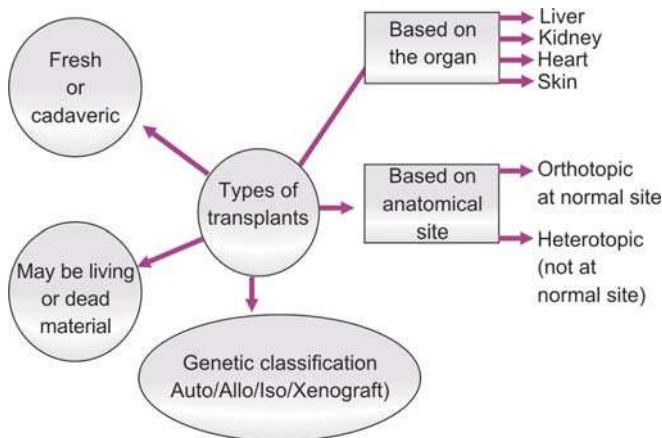 Fresh
or
cadaveric
Based on
the organ
Liver
Kidney
Heart
Skin
Types of
transplants
Based on
anatomical
site
Orthotopic
at normal site
Heterotopic
(not at
normal site)
May be living
or dead
material
Genetic classification
Auto/Allo/Iso/Xenograft)